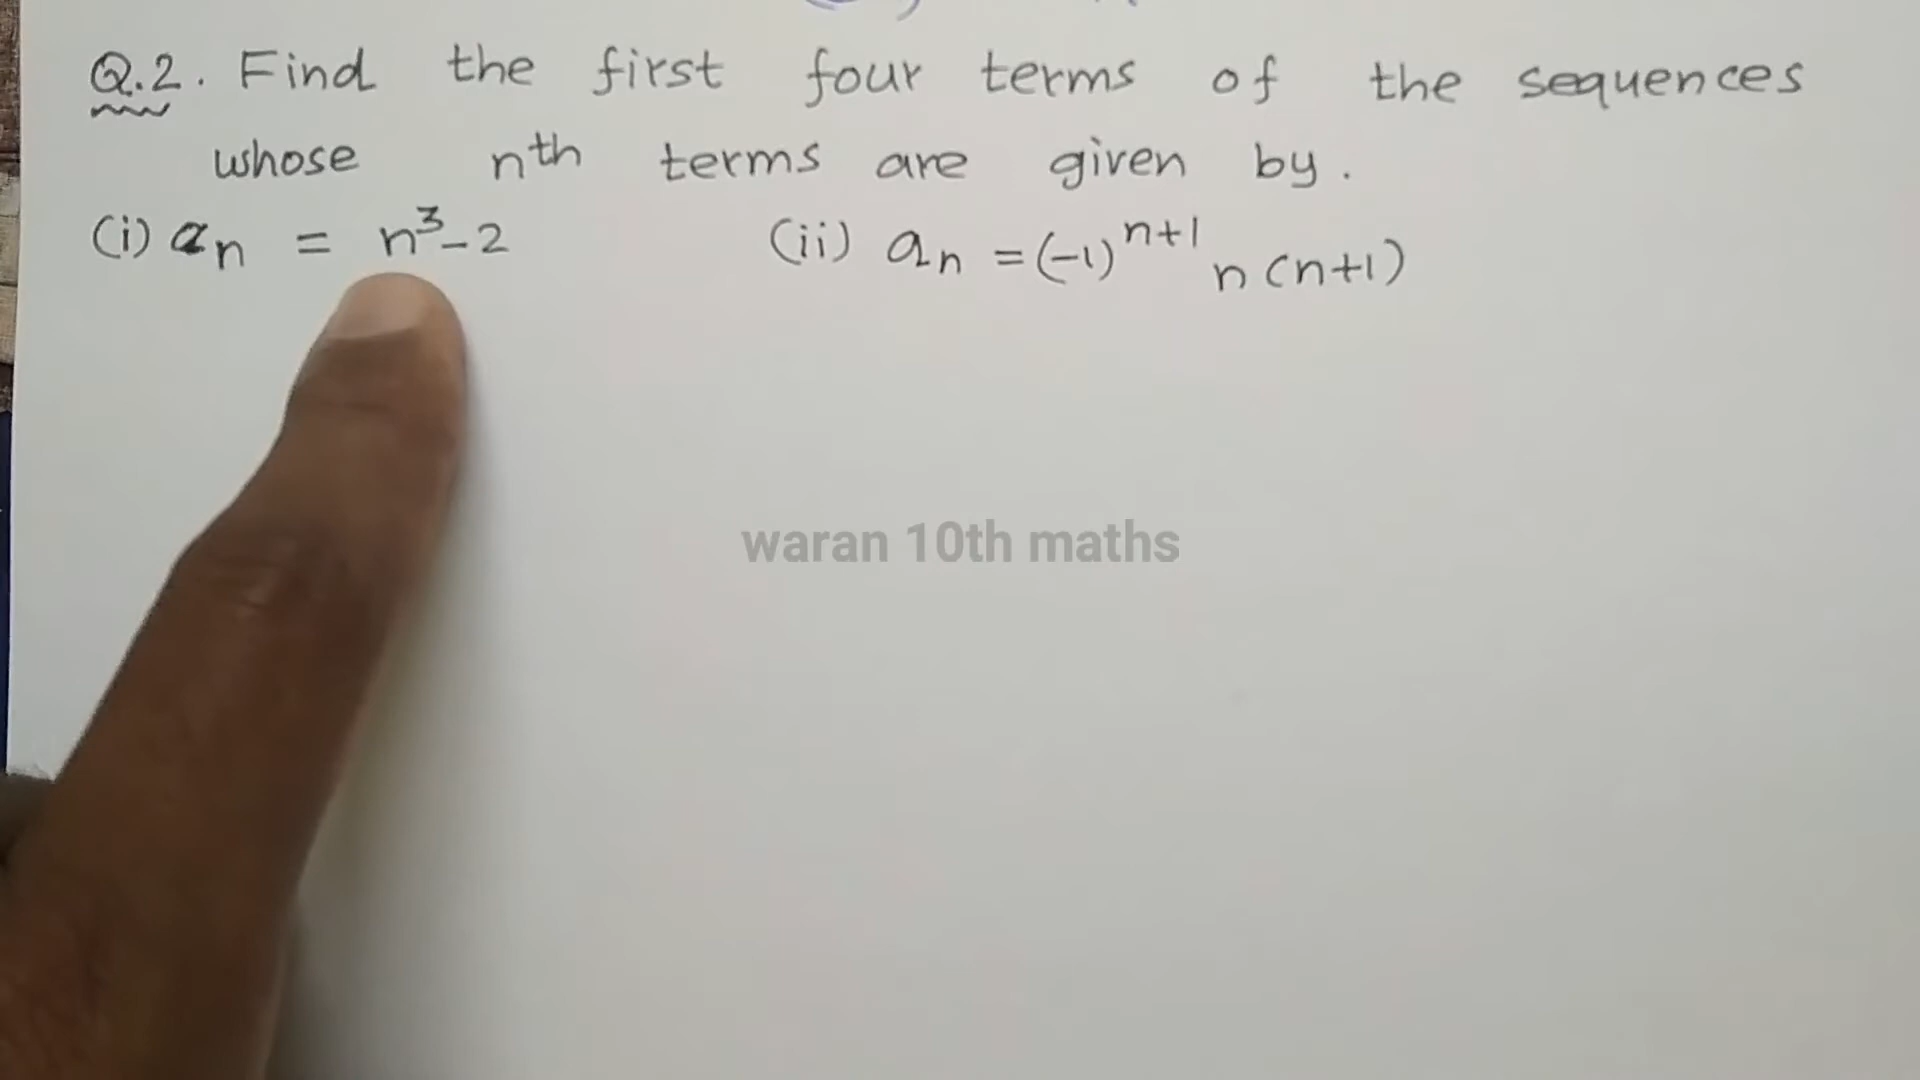 Q.2. Find the first four terms of the sequences
whose nth terms are given by.
(i) aₙ = n³-2 (ii) aₙ = (-1)ⁿ⁺¹ n(n+1)
waran 10th maths